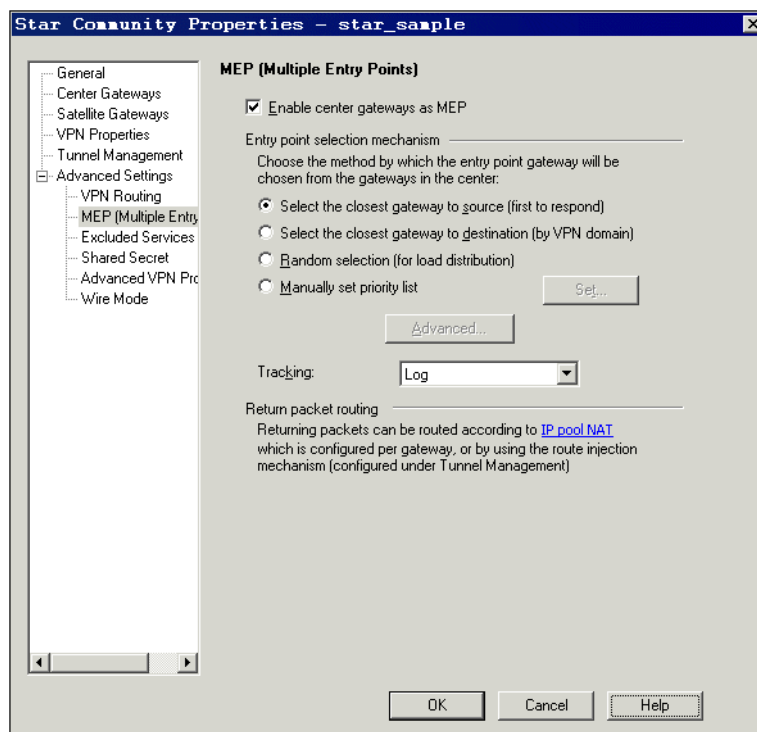 Star Community Properties - star_sample
General
Center Gateways
Satellite Gateways
VPN Properties
Tunnel Management
Advanced Settings
VPN Routing
MEP (Multiple Entry
Excluded Services
Shared Secret
Advanced VPN Pro
Wire Mode
MEP (Multiple Entry Points)
Enable center gateways as MEP
Entry point selection mechanism
Choose the method by which the entry point gateway will be
chosen from the gateways in the center:
Select the closest gateway to source (first to respond)
Select the closest gateway to destination (by VPN domain)
Random selection (for load distribution)
Manually set priority list
Set...
Advanced...
Tracking:
Log
Return packet routing
Returning packets can be routed according to IP pool NAT
which is configured per gateway, or by using the route injection
mechanism (configured under Tunnel Management)
OK
Cancel
Help